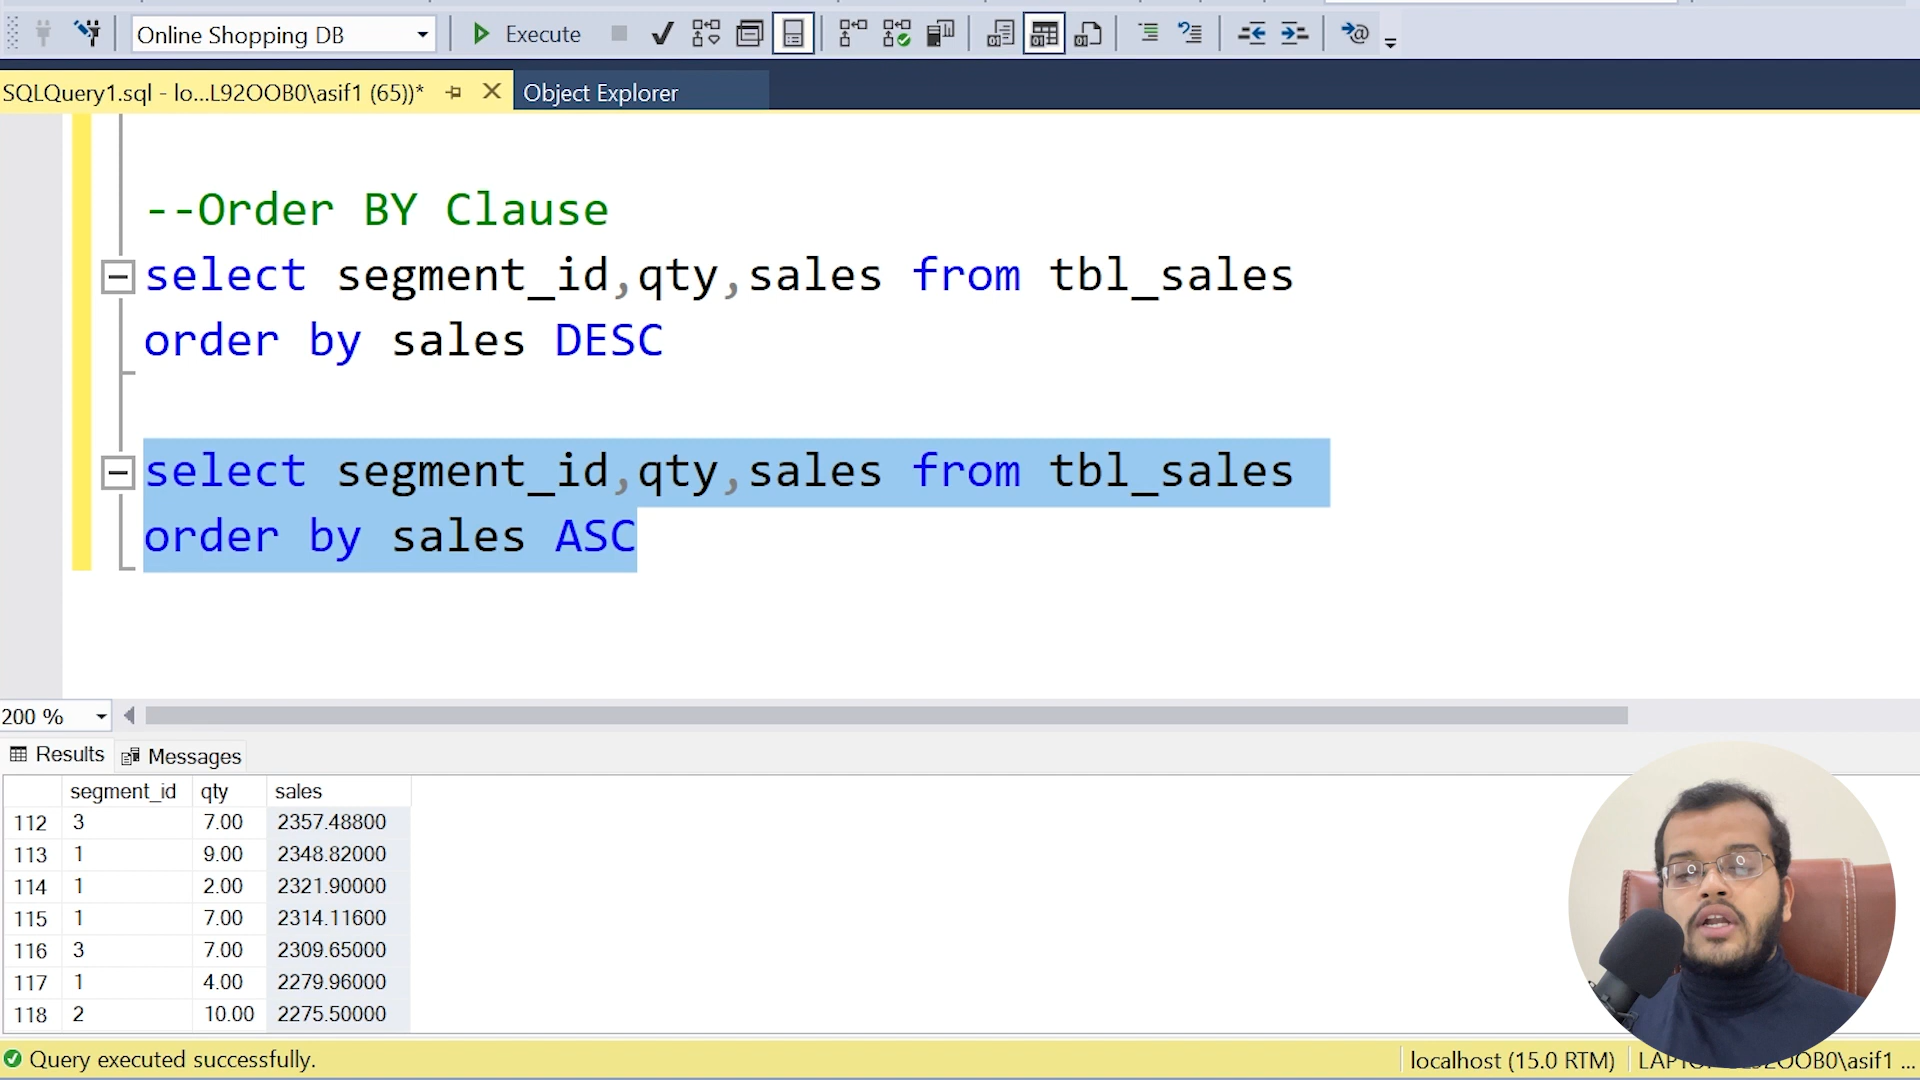 Online Shopping DB
Execute
SQLQuery1.sql - lo...L92OOB0\asif1 (65))*
Object Explorer
--Order BY Clause
select segment_id,qty,sales from tbl_sales
order by sales DESC
select segment_id,qty,sales from tbl_sales
order by sales ASC
200 %
Results
Messages
segment_id qty sales
112 3 7.00 2357.48800
113 1 9.00 2348.82000
114 1 2.00 2321.90000
115 1 7.00 2314.11600
116 3 7.00 2309.65000
117 1 4.00 2279.96000
118 2 10.00 2275.50000
Query executed successfully.
localhost (15.0 RTM)